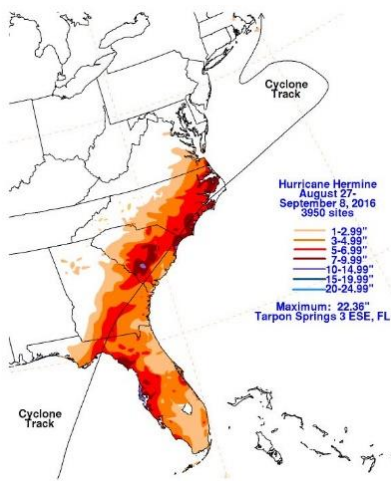 Cyclone
Track
Hurricane Hermine
August 27-
September 8, 2016
3950 sites
1-2.99"
3-4.99"
5-6.99"
7-9.99"
10-14.99"
15-19.99"
20-24.99"
Maximum: 22.36"
Tarpon Springs 3 ESE, FL
Cyclone
Track